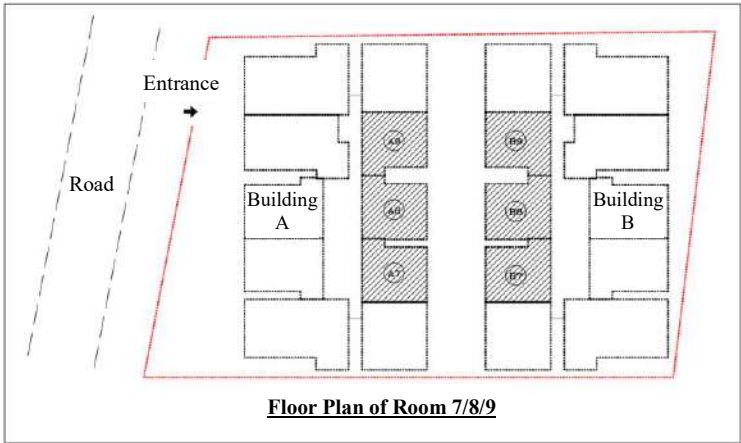 Entrance
Road
A9
B9
Building
A
A8
B8
Building
B
A7
B7
Floor Plan of Room 7/8/9